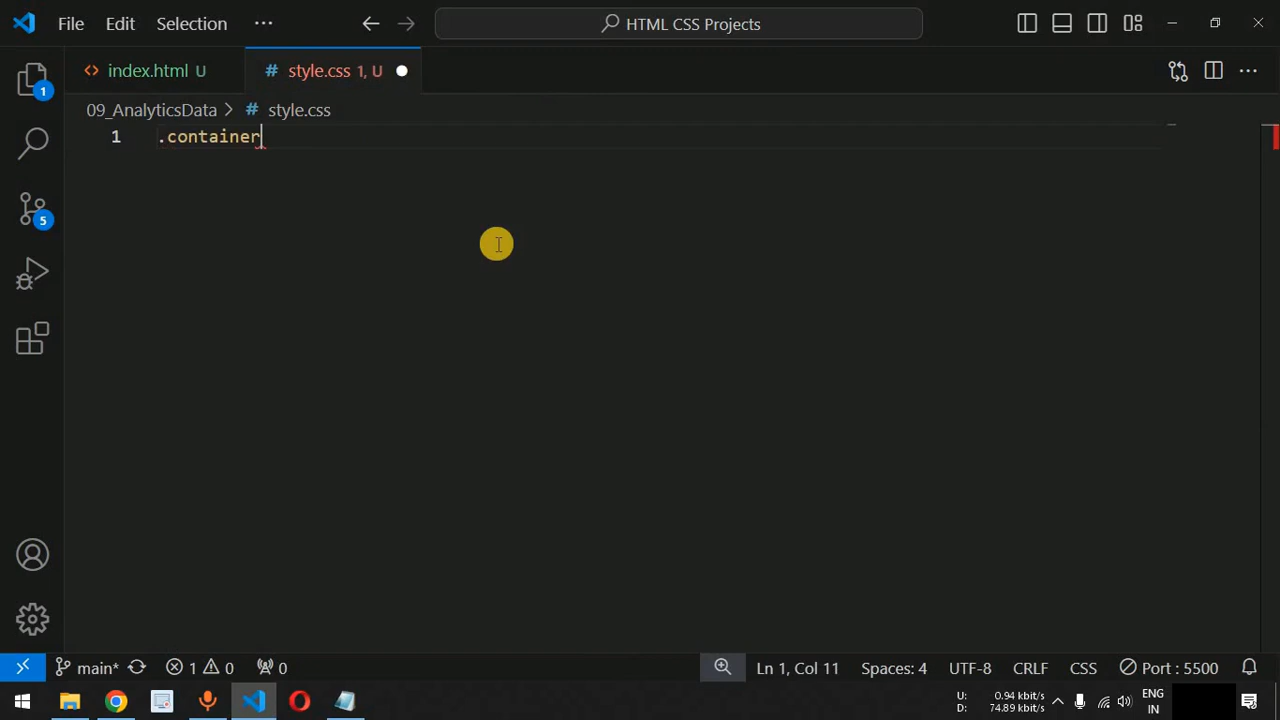 File Edit Selection ··· HTML CSS Projects
index.html U style.css 1, U
09_AnalyticsData > style.css
1 .container
1
5
main* 1 0 0 Ln 1, Col 11 Spaces: 4 UTF-8 CRLF CSS Port : 5500
U: 0.94 kbit/s
D: 74.89 kbit/s
ENG
IN